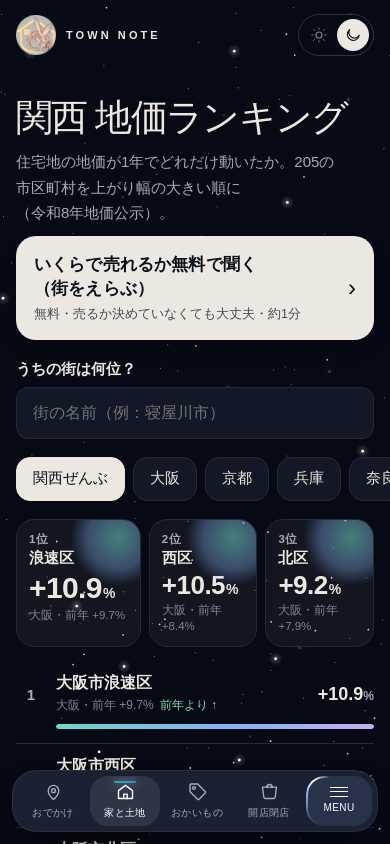 TOWN NOTE
関西 地価ランキング
住宅地の地価が1年でどれだけ動いたか。205の
市区町村を上がり幅の大きい順に
（令和8年地価公示）。
いくらで売れるか無料で聞く
（街をえらぶ）
›
無料・売るか決めていなくても大丈夫・約1分
うちの街は何位？
街の名前（例：寝屋川市）
関西ぜんぶ 大阪 京都 兵庫
1位
浪速区
+10.9%
大阪・前年 +9.7%
2位
西区
+10.5%
大阪・前年
+8.4%
3位
北区
+9.2%
大阪・前年
+7.9%
1 大阪市浪速区 +10.9%
大阪・前年 +9.7% 前年より ↑
大阪市西区
おでかけ 家と土地 おかいもの 開店閉店 MENU